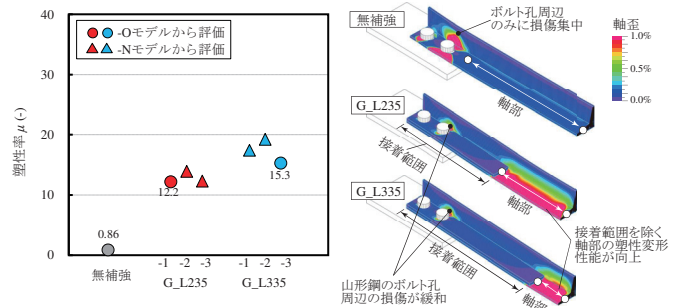 40
30
20
10
0
塑性率 μ (-)
-Oモデルから評価
-Nモデルから評価
0.86
12.2
15.3
-1 -2 -3 -1 -2 -3
無補強 G_L235 G_L335
無補強
ボルト孔周辺
のみに損傷集中
軸部
軸歪
1.0%
0.5%
0.0%
G_L235
接着範囲
軸部
G_L335
接着範囲
軸部
山形鋼のボルト孔
周辺の損傷が緩和
接着範囲を除く
軸部の塑性変形
性能が向上